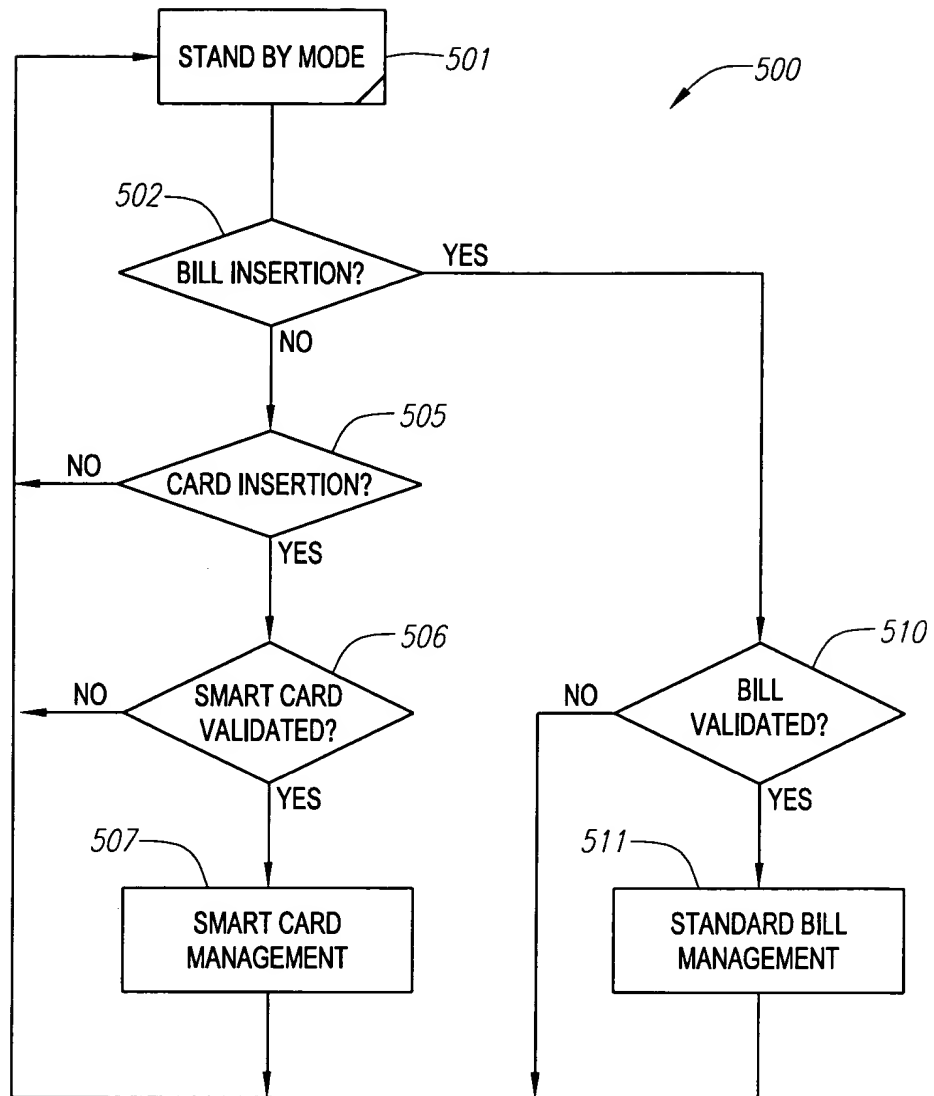 STAND BY MODE
501
500
502
BILL INSERTION?
YES
NO
505
NO
CARD INSERTION?
YES
506
510
NO
SMART CARD
VALIDATED?
NO
BILL
VALIDATED?
YES
YES
507
511
SMART CARD
MANAGEMENT
STANDARD BILL
MANAGEMENT